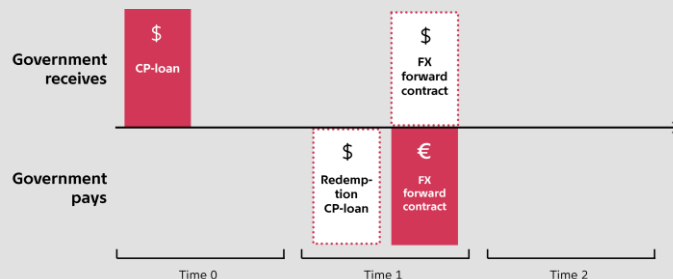 Government
receives
$
CP-loan
$
FX
forward
contract
Government
pays
$
Redemp-
tion
CP-loan
€
FX
forward
contract
Time 0
Time 1
Time 2